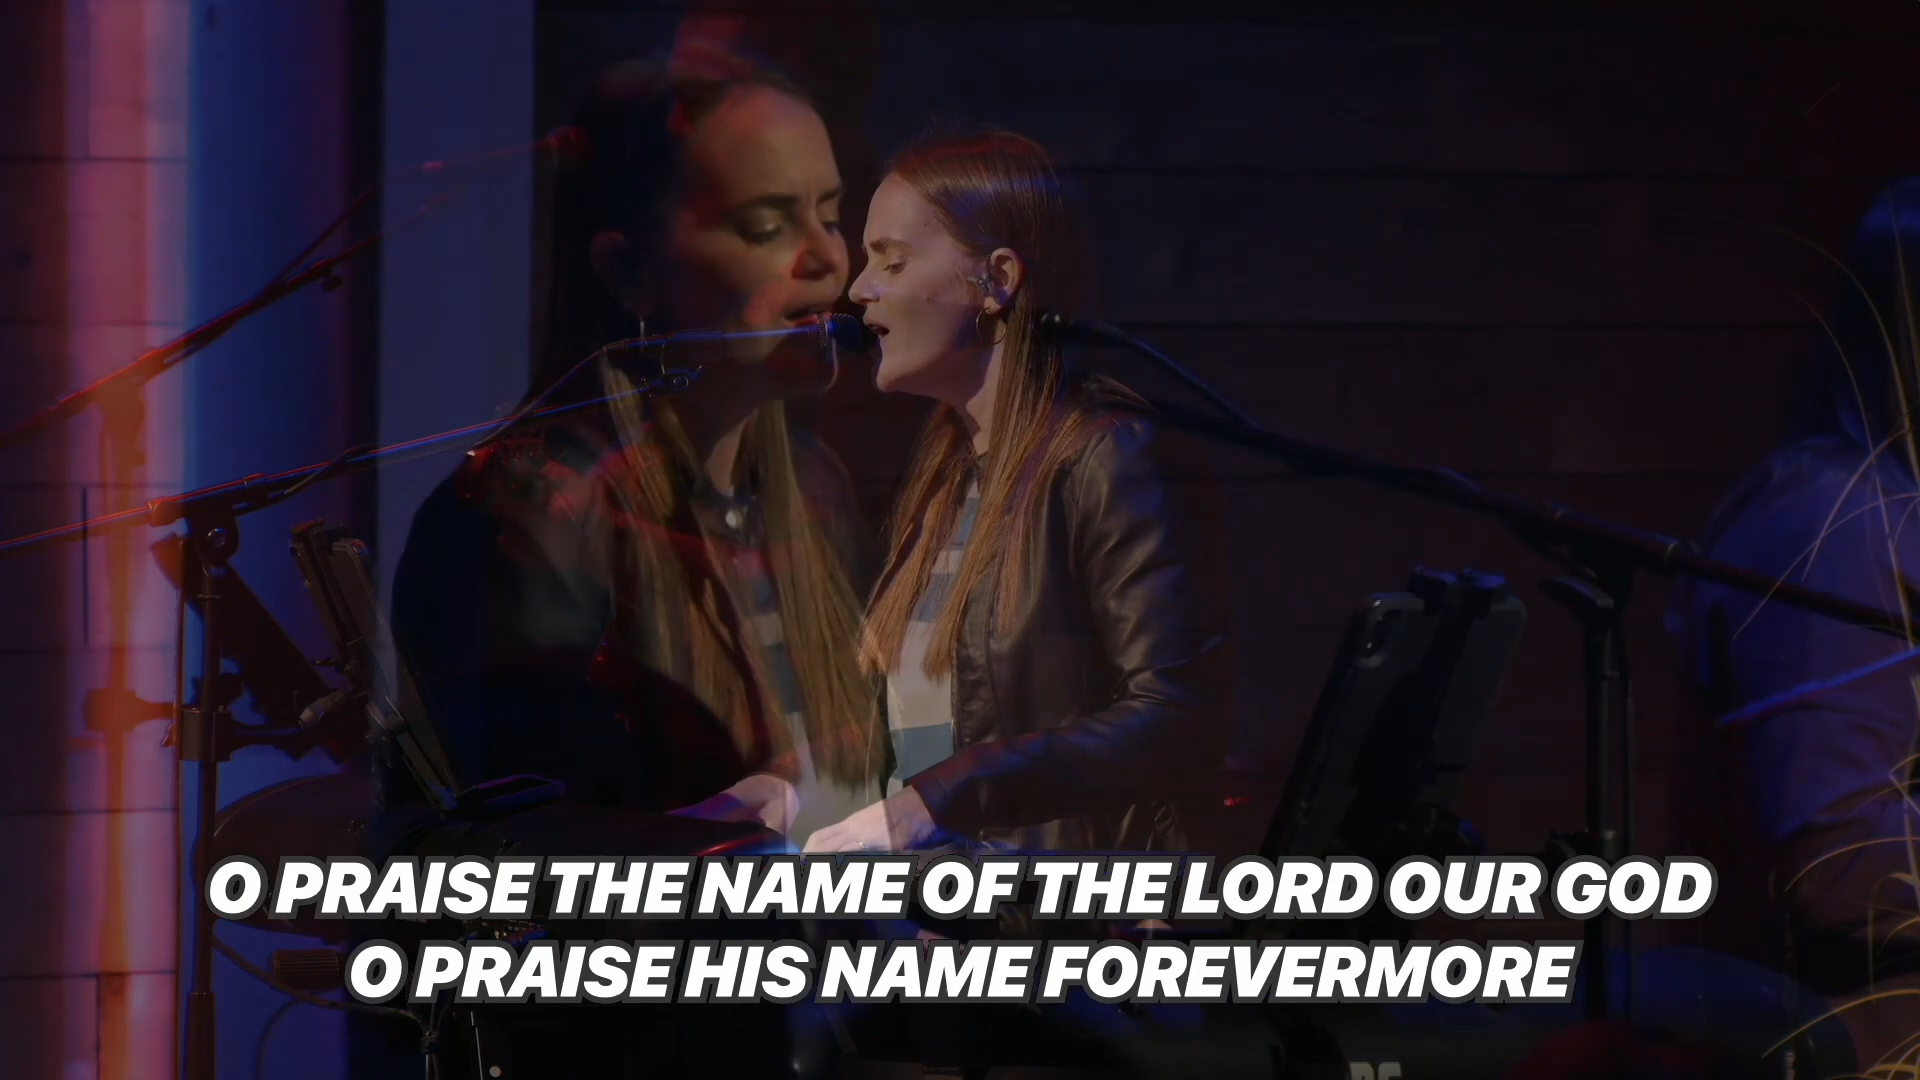 O PRAISE THE NAME OF THE LORD OUR GOD
O PRAISE HIS NAME FOREVERMORE